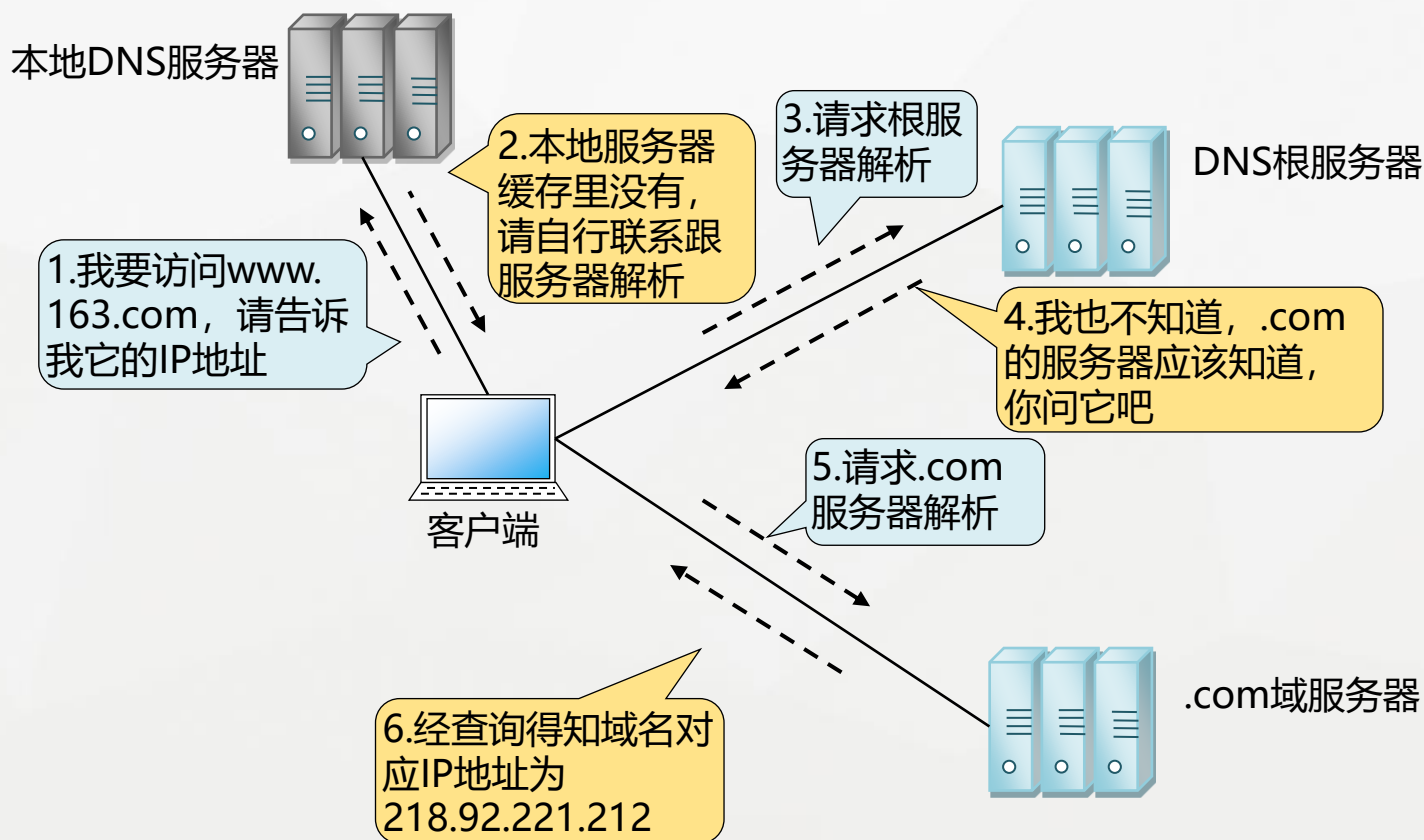 本地DNS服务器
1.我要访问www.
163.com，请告诉
我它的IP地址
2.本地服务器
缓存里没有，
请自行联系跟
服务器解析
3.请求根服
务器解析
DNS根服务器
4.我也不知道，.com
的服务器应该知道，
你问它吧
客户端
5.请求.com
服务器解析
.com域服务器
6.经查询得知域名对
应IP地址为
218.92.221.212